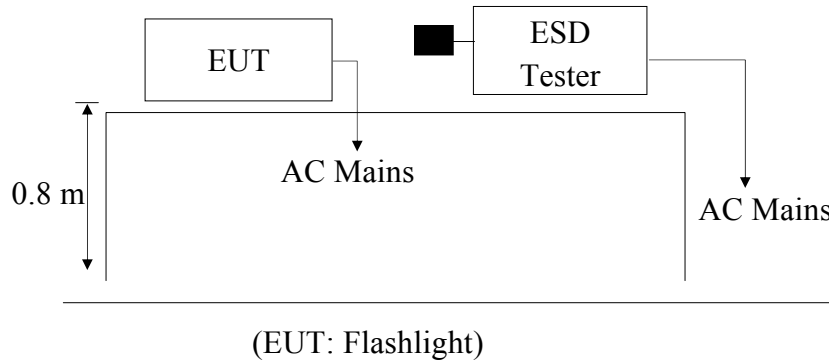 EUT
ESD
Tester
AC Mains
0.8 m
AC Mains
(EUT: Flashlight)